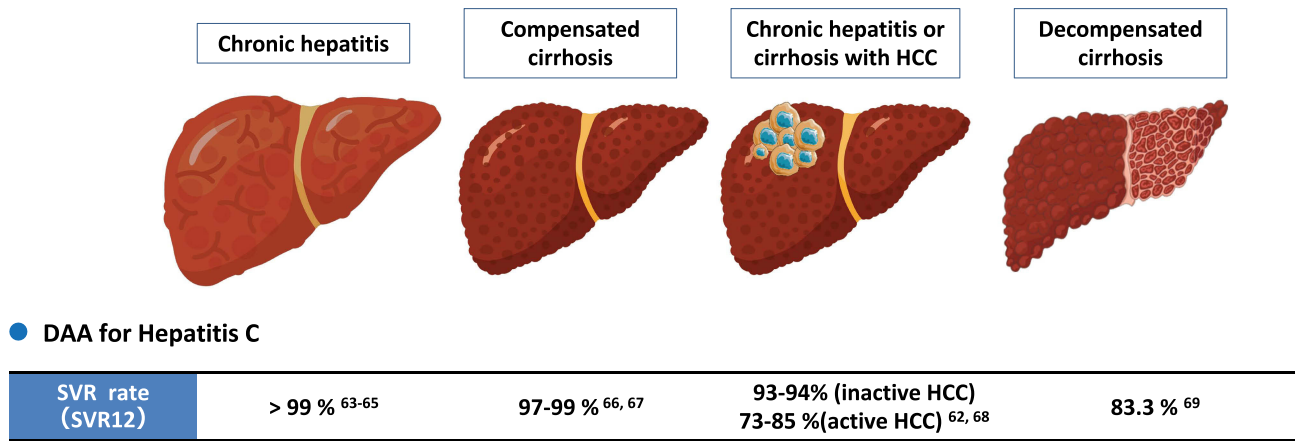 Chronic hepatitis
Compensated
cirrhosis
Chronic hepatitis or
cirrhosis with HCC
Decompensated
cirrhosis
● DAA for Hepatitis C
SVR rate
(SVR12)
> 99 % 63-65
97-99 % 66, 67
93-94% (inactive HCC)
73-85 %(active HCC) 62, 68
83.3 % 69